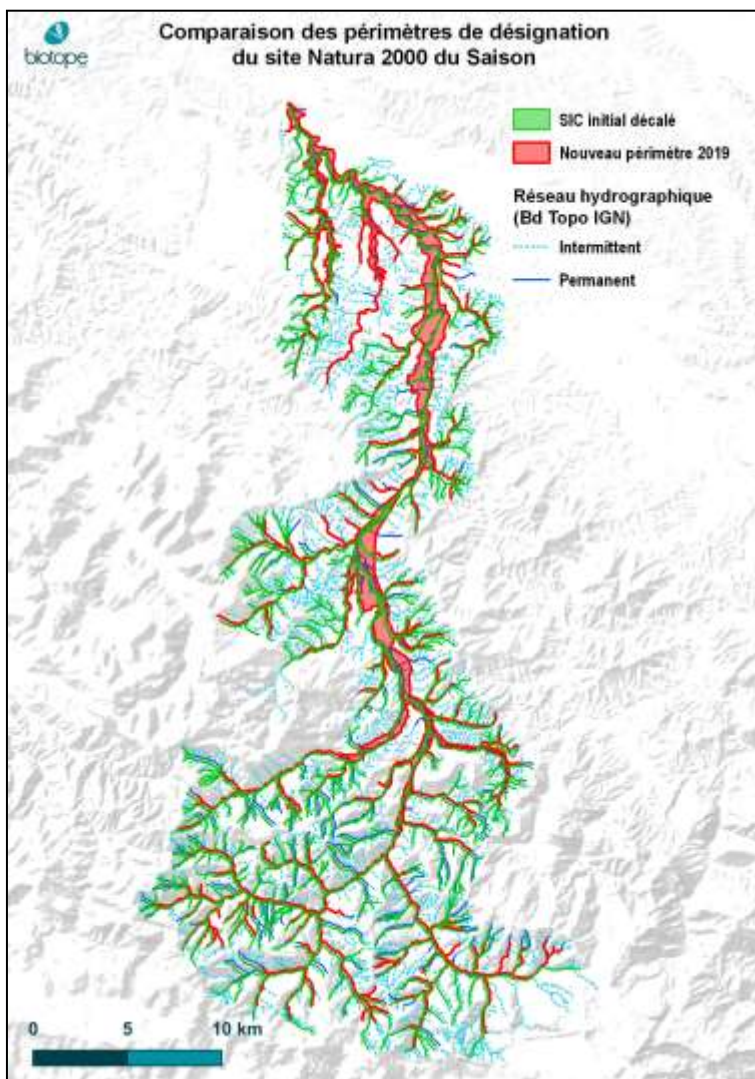 biotope
Comparaison des périmètres de désignation
du site Natura 2000 du Saison
SIC initial décalé
Nouveau périmètre 2019
Réseau hydrographique
(Bd Topo IGN)
Intermittent
Permanent
0 5 10 km